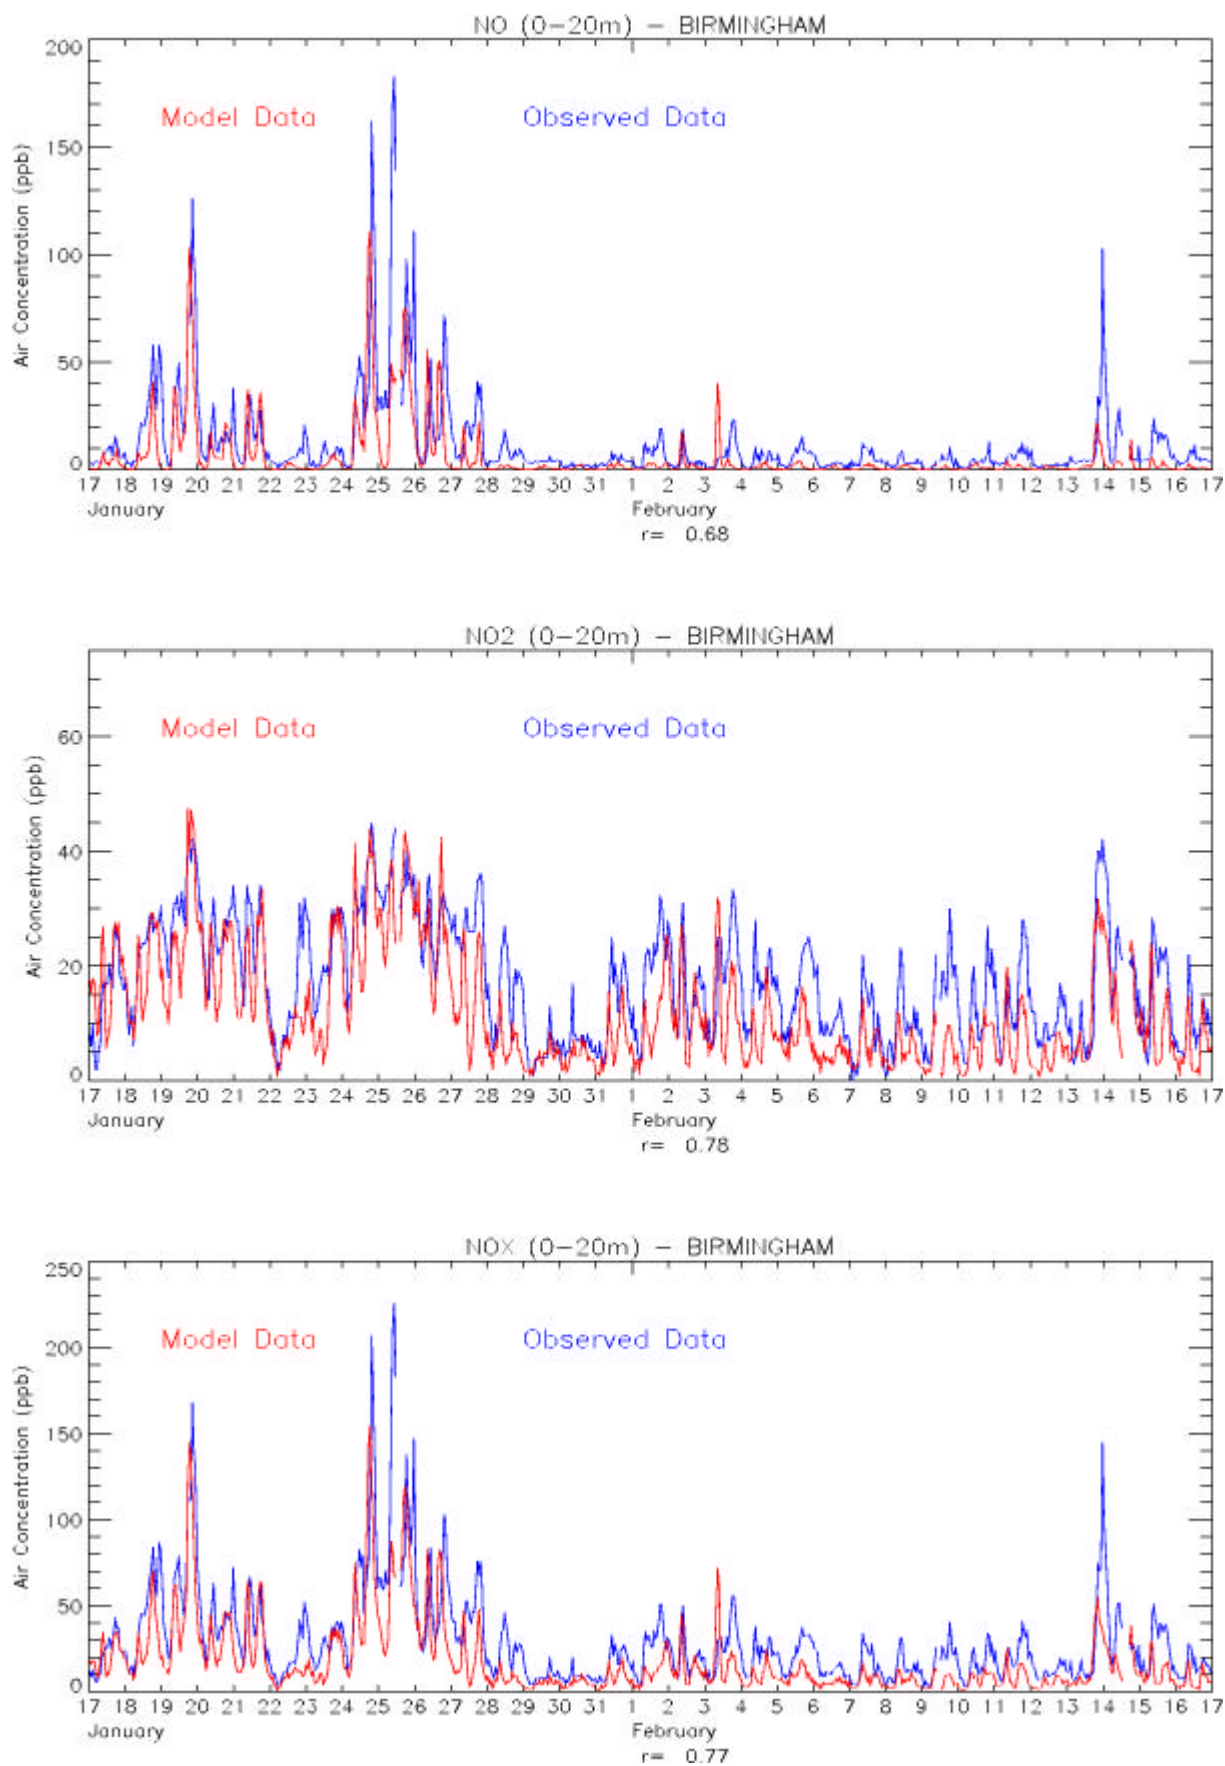 NO (0-20m) - BIRMINGHAM
200
150
100
50
0
Air Concentration (ppb)
Model Data
Observed Data
17 18 19 20 21 22 23 24 25 26 27 28 29 30 31 1 2 3 4 5 6 7 8 9 10 11 12 13 14 15 16 17
January February
r= 0.68
NO2 (0-20m) - BIRMINGHAM
60
40
20
0
Air Concentration (ppb)
Model Data
Observed Data
17 18 19 20 21 22 23 24 25 26 27 28 29 30 31 1 2 3 4 5 6 7 8 9 10 11 12 13 14 15 16 17
January February
r= 0.78
NOX (0-20m) - BIRMINGHAM
250
200
150
100
50
0
Air Concentration (ppb)
Model Data
Observed Data
17 18 19 20 21 22 23 24 25 26 27 28 29 30 31 1 2 3 4 5 6 7 8 9 10 11 12 13 14 15 16 17
January February
r= 0.77